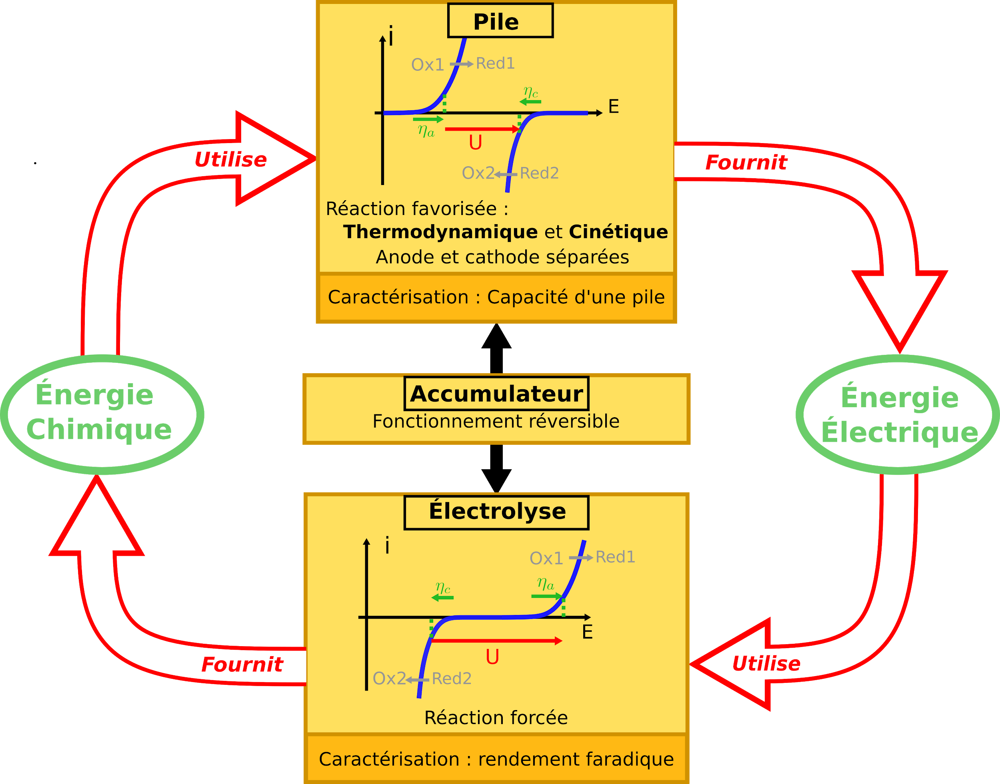 Pile
i
Ox1 Red1
ηc
E
ηa
U
Ox2 Red2
Réaction favorisée :
Thermodynamique et Cinétique
Anode et cathode séparées
Caractérisation : Capacité d'une pile
Utilise
Fournit
Énergie
Chimique
Accumulateur
Fonctionnement réversible
Énergie
Électrique
Électrolyse
i
Ox1 Red1
ηc
ηa
E
U
Ox2 Red2
Réaction forcée
Caractérisation : rendement faradique
Fournit
Utilise